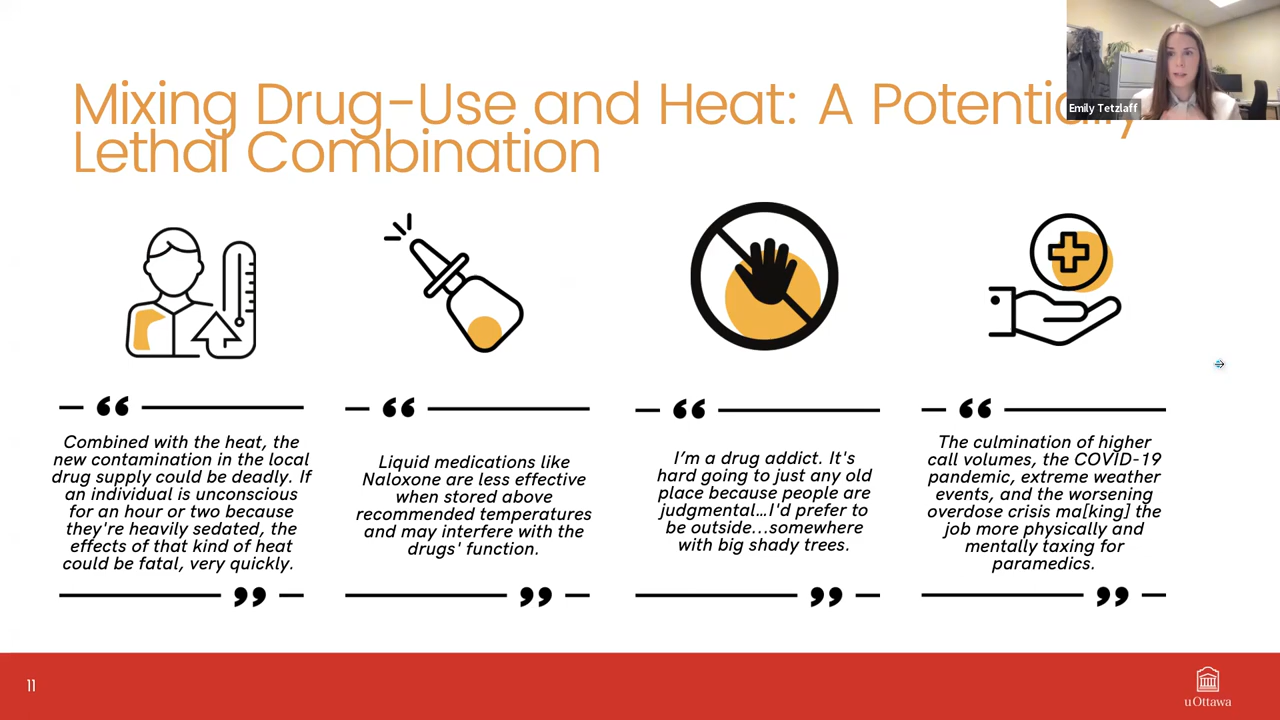 Emily Tetzlaff
Mixing Drug-Use and Heat: A Potentially
Lethal Combination
“
Combined with the heat, the
new contamination in the local
drug supply could be deadly. If
an individual is unconscious
for an hour or two because
they're heavily sedated, the
effects of that kind of heat
could be fatal, very quickly.
”
“
Liquid medications like
Naloxone are less effective
when stored above
recommended temperatures
and may interfere with the
drugs' function.
”
“
I’m a drug addict. It's
hard going to just any old
place because people are
judgmental…I'd prefer to
be outside...somewhere
with big shady trees.
”
“
The culmination of higher
call volumes, the COVID-19
pandemic, extreme weather
events, and the worsening
overdose crisis ma[king] the
job more physically and
mentally taxing for
paramedics.
”
11
uOttawa